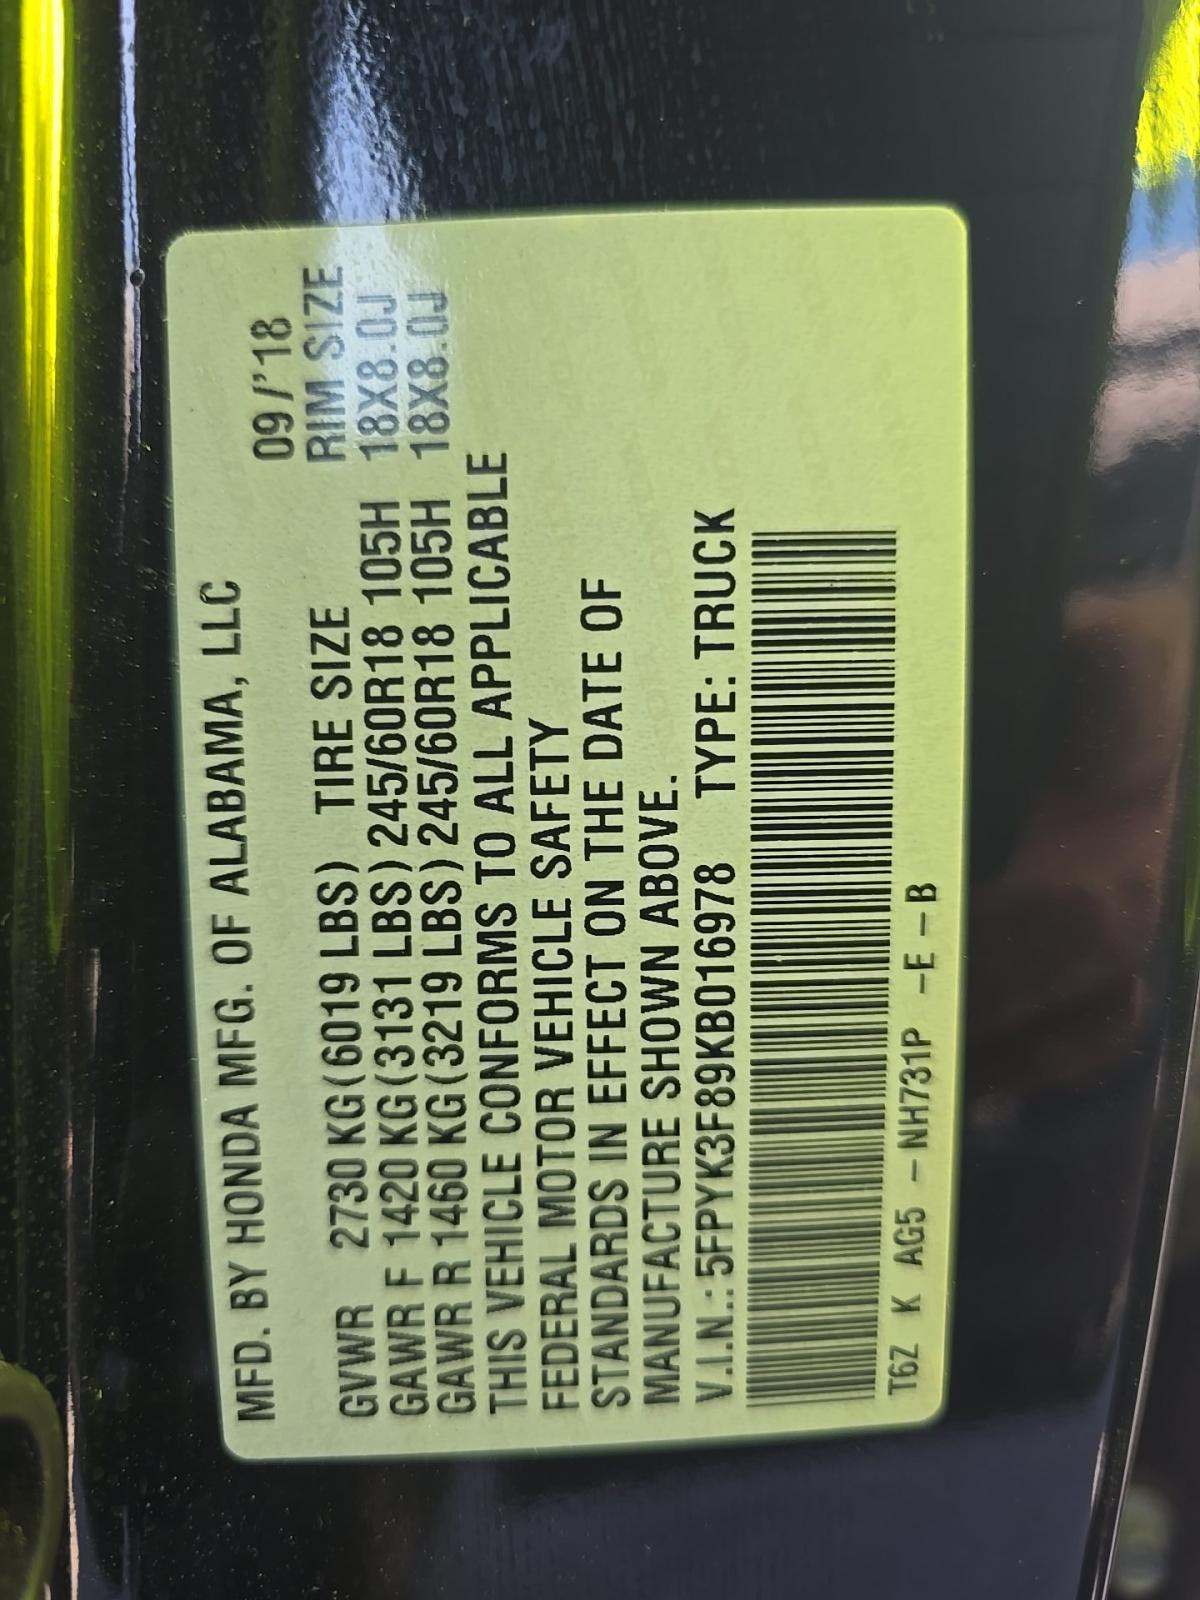 MFD. BY HONDA MFG. OF ALABAMA, LLC
09/'18
GVWR 2730 KG(6019 LBS) TIRE SIZE RIM SIZE
GAWR F 1420 KG(3131 LBS) 245/60R18 105H 18X8.0J
GAWR R 1460 KG(3219 LBS) 245/60R18 105H 18X8.0J
THIS VEHICLE CONFORMS TO ALL APPLICABLE
FEDERAL MOTOR VEHICLE SAFETY
STANDARDS IN EFFECT ON THE DATE OF
MANUFACTURE SHOWN ABOVE.
V.I.N.:5FPYK3F89KB016978 TYPE: TRUCK
T6Z K AG5 -NH731P -E-B